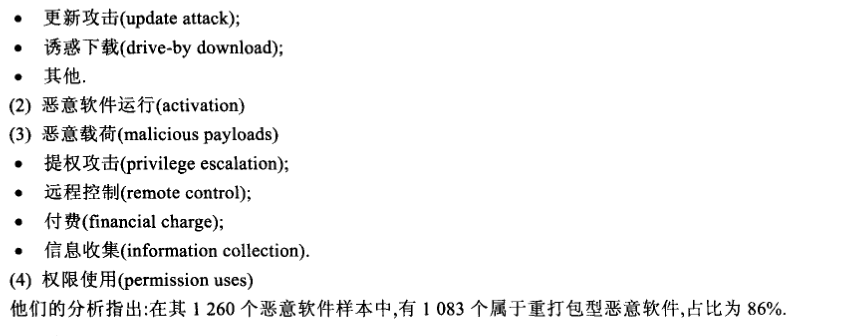 • 更新攻击(update attack);
• 诱惑下载(drive-by download);
• 其他.
(2) 恶意软件运行(activation)
(3) 恶意载荷(malicious payloads)
• 提权攻击(privilege escalation);
• 远程控制(remote control);
• 付费(financial charge);
• 信息收集(information collection).
(4) 权限使用(permission uses)
他们的分析指出:在其 1 260 个恶意软件样本中,有 1 083 个属于重打包型恶意软件,占比为 86%.